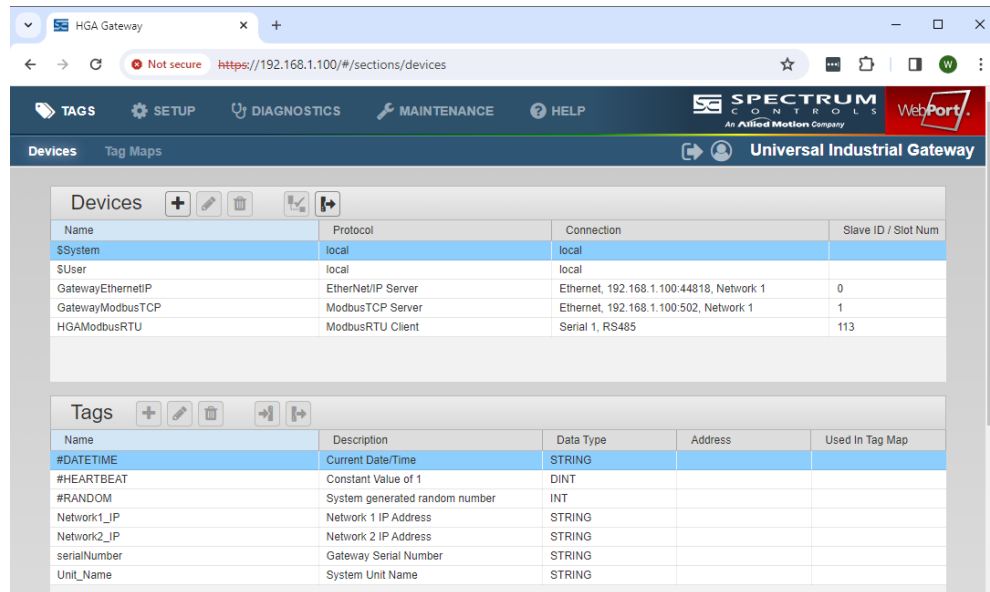 HGA Gateway
Not secure https://192.168.1.100/#/sections/devices W
TAGS SETUP DIAGNOSTICS MAINTENANCE HELP
SPECTRUM
CONTROLS
An Allied Motion Company
WebPort.
Devices Tag Maps Universal Industrial Gateway
Devices
Name Protocol Connection Slave ID / Slot Num
$System local local
$User local local
GatewayEthernetIP EtherNet/IP Server Ethernet, 192.168.1.100:44818, Network 1 0
GatewayModbusTCP ModbusTCP Server Ethernet, 192.168.1.100:502, Network 1 1
HGAModbusRTU ModbusRTU Client Serial 1, RS485 113
Tags
Name Description Data Type Address Used In Tag Map
#DATETIME Current Date/Time STRING
#HEARTBEAT Constant Value of 1 DINT
#RANDOM System generated random number INT
Network1_IP Network 1 IP Address STRING
Network2_IP Network 2 IP Address STRING
serialNumber Gateway Serial Number STRING
Unit_Name System Unit Name STRING